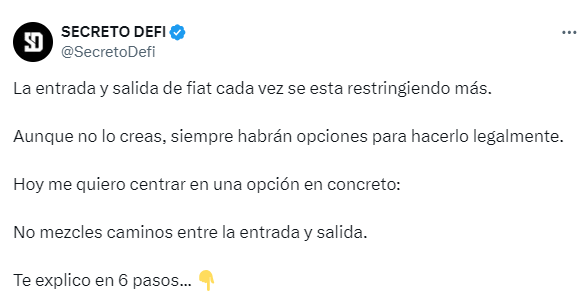 SECRETO DEFI
@SecretoDefi
La entrada y salida de fiat cada vez se esta restringiendo más.
Aunque no lo creas, siempre habrán opciones para hacerlo legalmente.
Hoy me quiero centrar en una opción en concreto:
No mezcles caminos entre la entrada y salida.
Te explico en 6 pasos... 👇